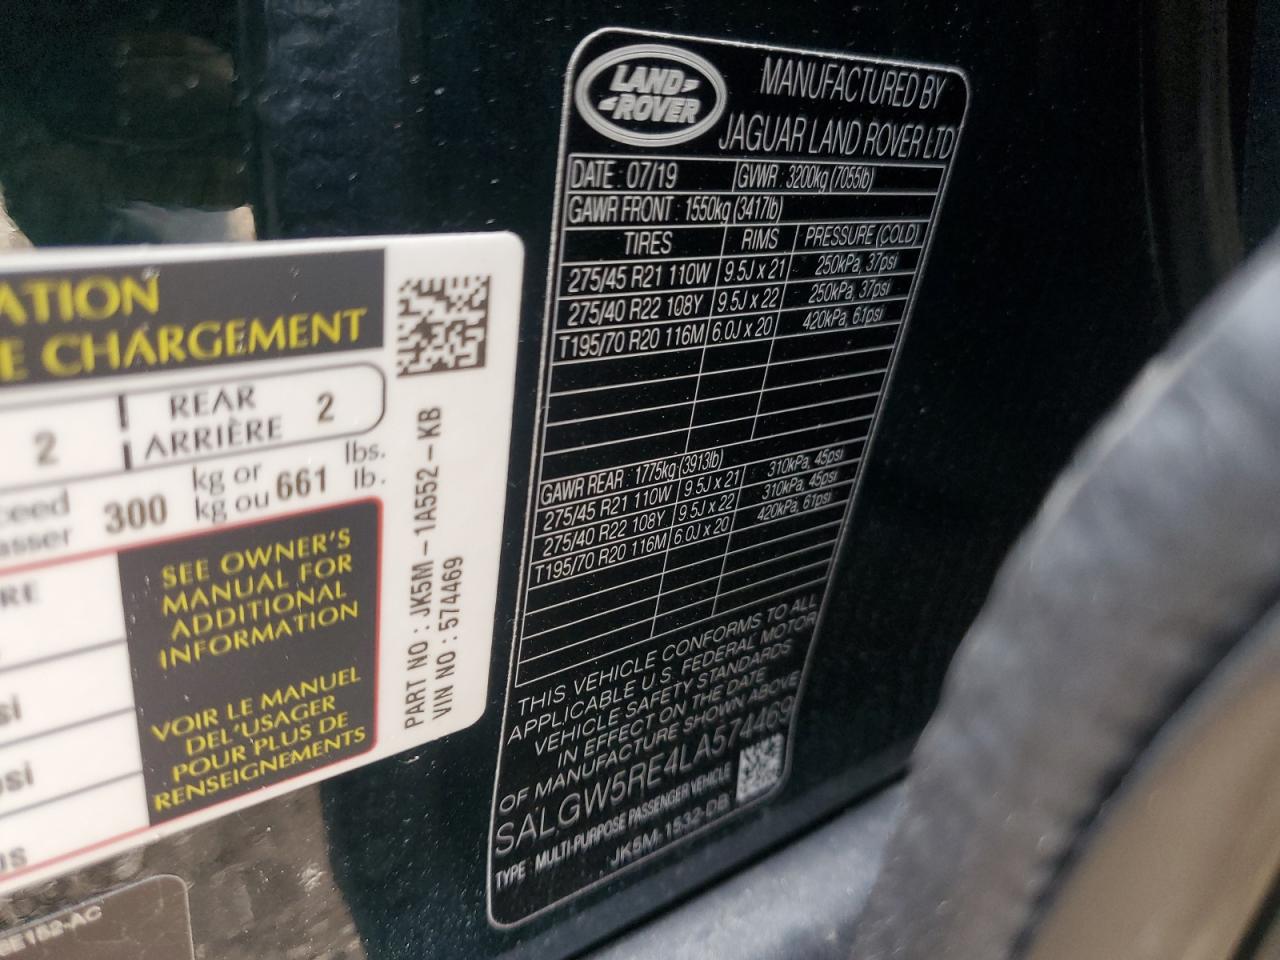 ATION
E CHARGEMENT
2 REAR 2
ARRIÈRE
ceed 300 kg or 661 lbs.
asser kg ou lb.
RE
SEE OWNER'S
MANUAL FOR
ADDITIONAL
INFORMATION
VOIR LE MANUEL
DEL'USAGER
POUR PLUS DE
RENSEIGNEMENTS
si
psi
PART NO : JK5M-1A552-KB
VIN NO : 574469
LAND
ROVER
MANUFACTURED BY
JAGUAR LAND ROVER LTD
DATE : 07/19 GVWR : 3200kg (7055lb)
GAWR FRONT : 1550kg (3417lb)
TIRES RIMS PRESSURE (COLD)
275/45 R21 110W 9.5J x 21 250kPa, 37psi
275/40 R22 108Y 9.5J x 22 250kPa, 37psi
T195/70 R20 116M 6.0J x 20 420kPa, 61psi
GAWR REAR : 1775kg (3913lb)
275/45 R21 110W 9.5J x 21 310kPa, 45psi
275/40 R22 108Y 9.5J x 22 310kPa, 45psi
T195/70 R20 116M 6.0J x 20 420kPa, 61psi
THIS VEHICLE CONFORMS TO ALL
APPLICABLE U.S. FEDERAL MOTOR
VEHICLE SAFETY STANDARDS
IN EFFECT ON THE DATE
OF MANUFACTURE SHOWN ABOVE
SALGW5RE4LA574469
TYPE : MULTI-PURPOSE PASSENGER VEHICLE
JK5M-1532-DB